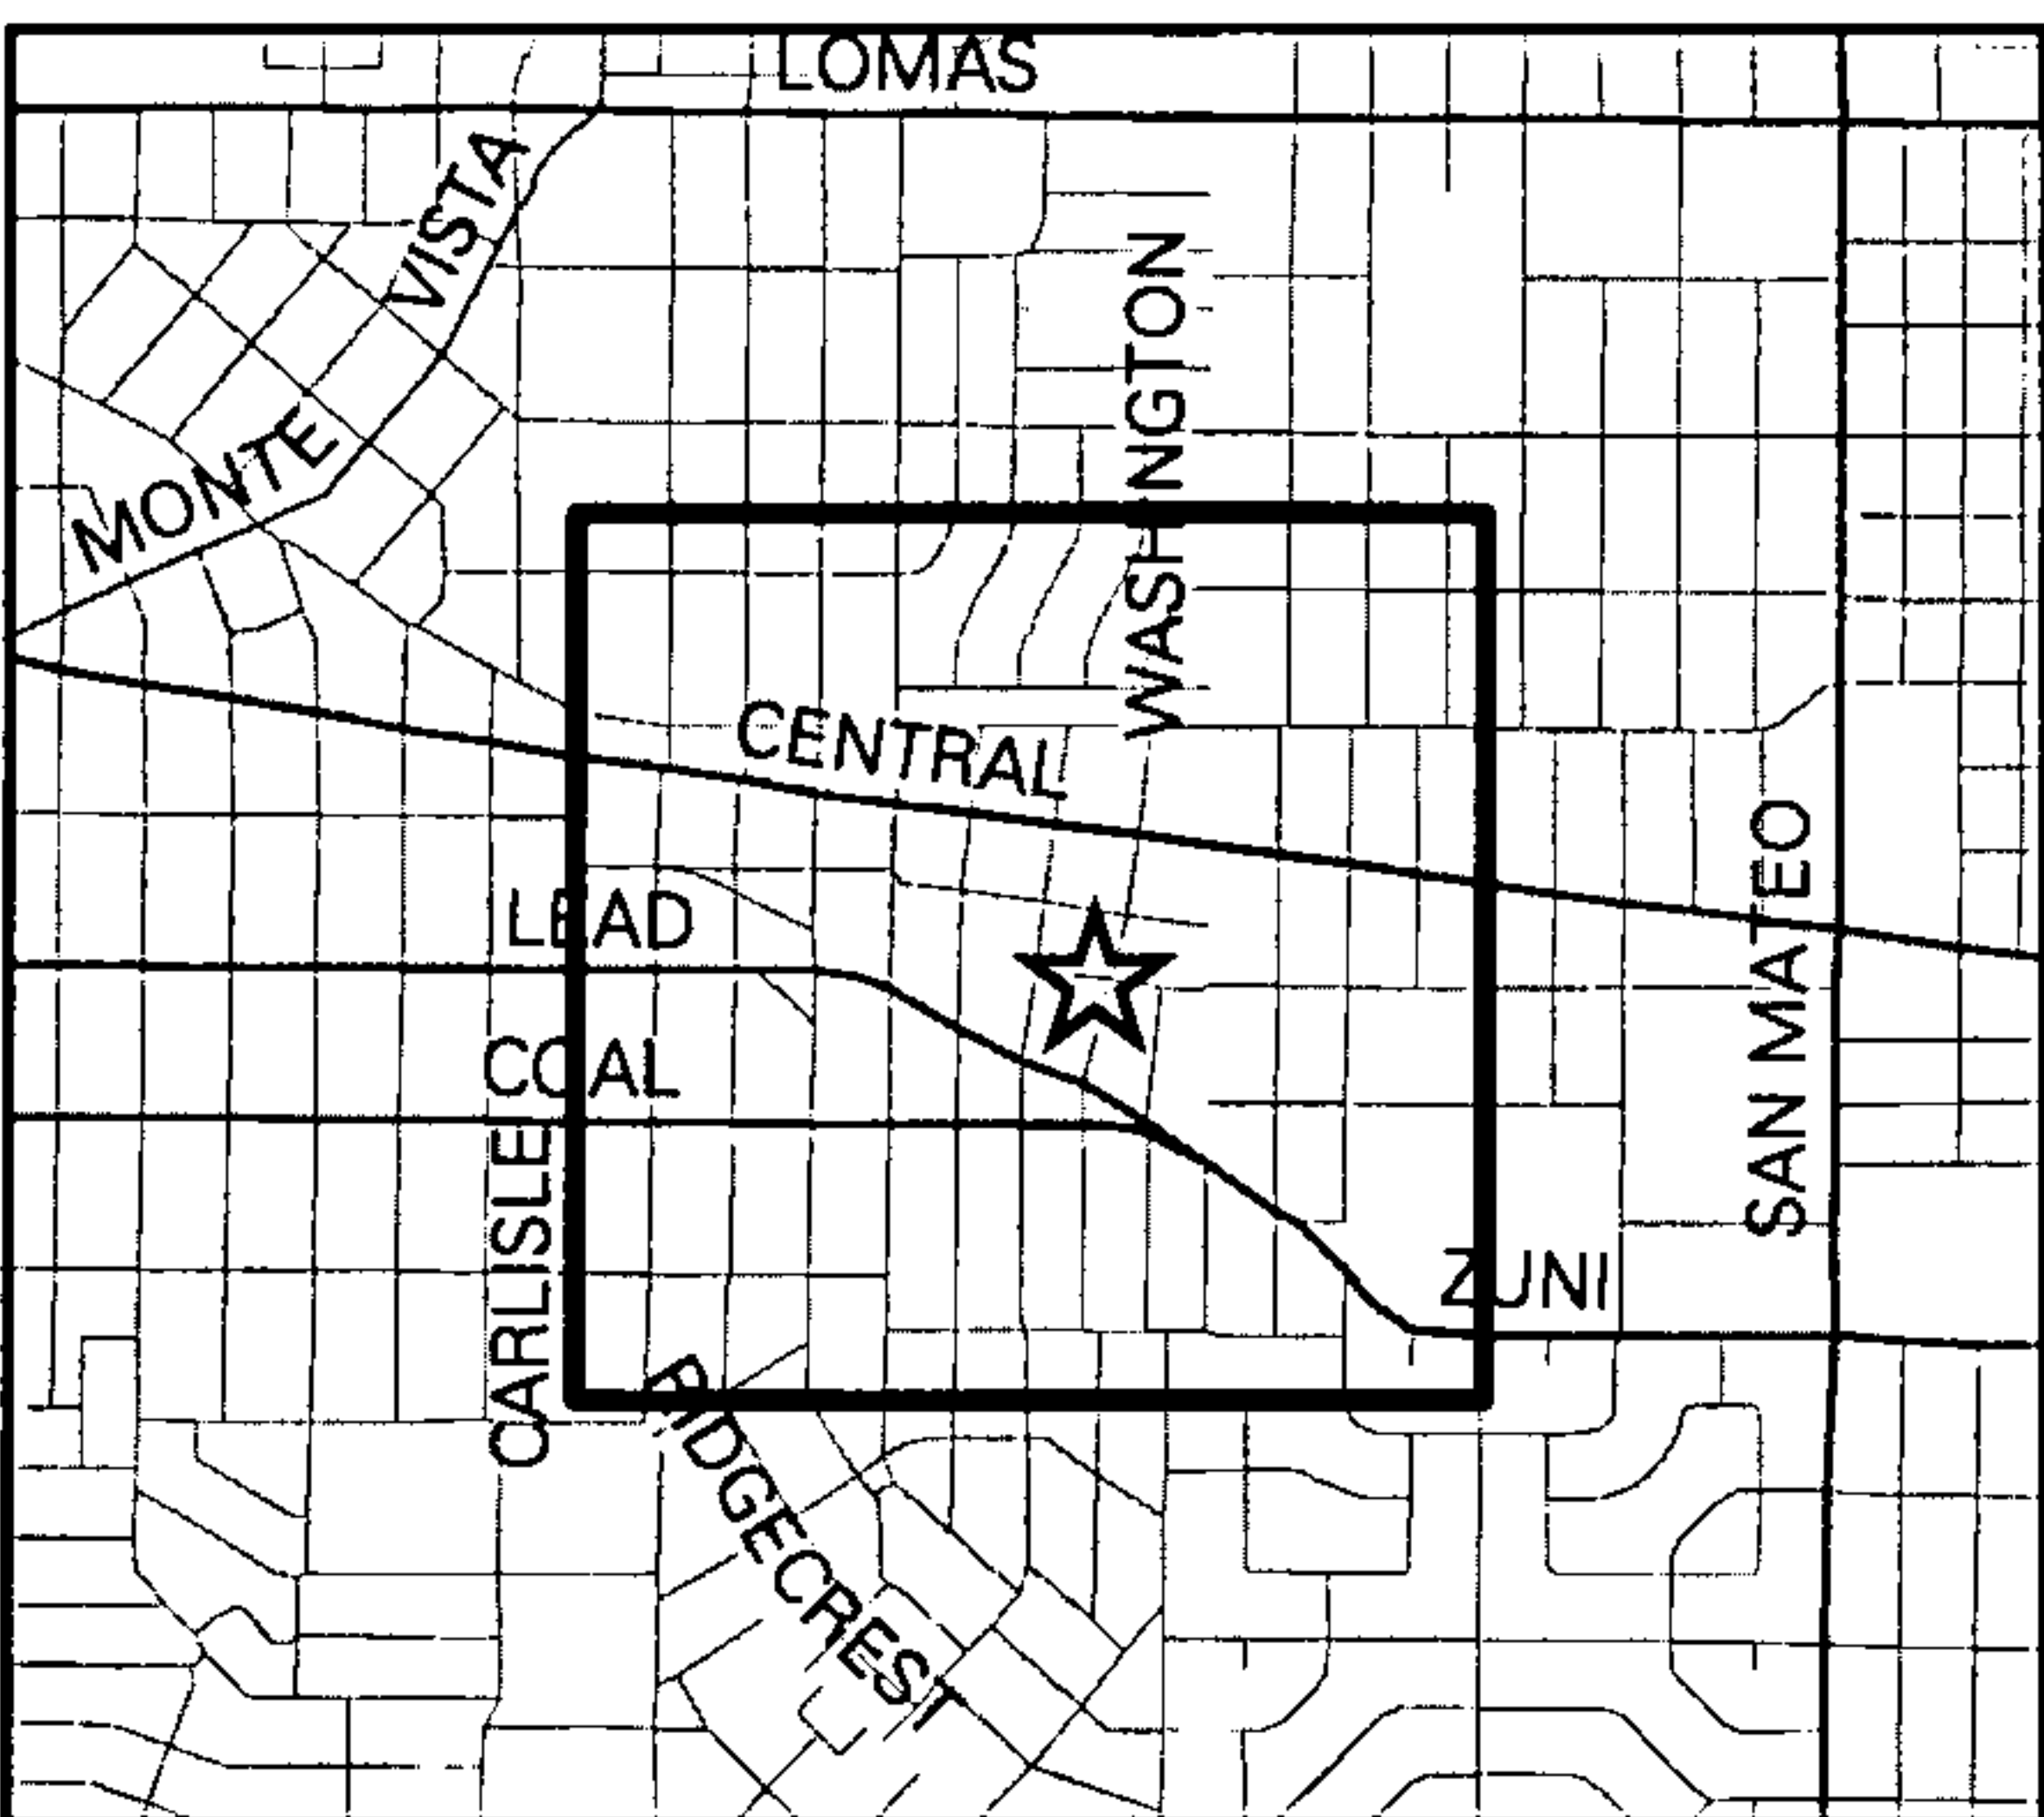 LOMAS
MONTE VISTA
WASHINGTON
CENTRAL
LEAD
COAL
CARLISLE
SAN MATEO
ZUNI
RIDGECREST